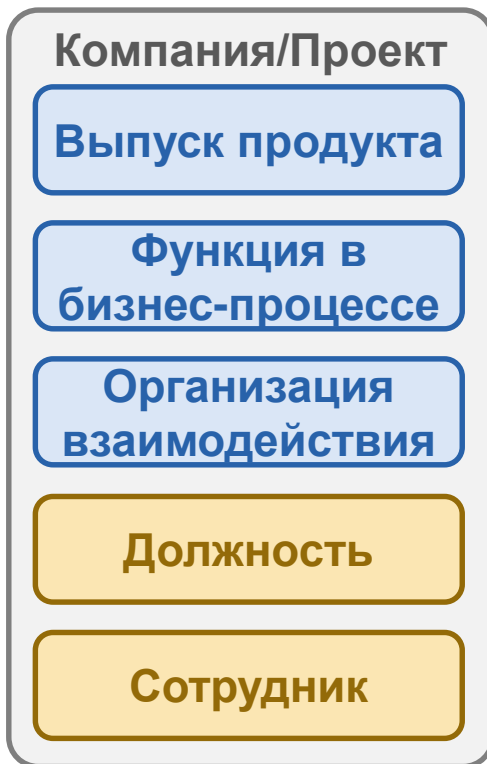 Компания/Проект
Выпуск продукта
Функция в
бизнес-процессе
Организация
взаимодействия
Должность
Сотрудник